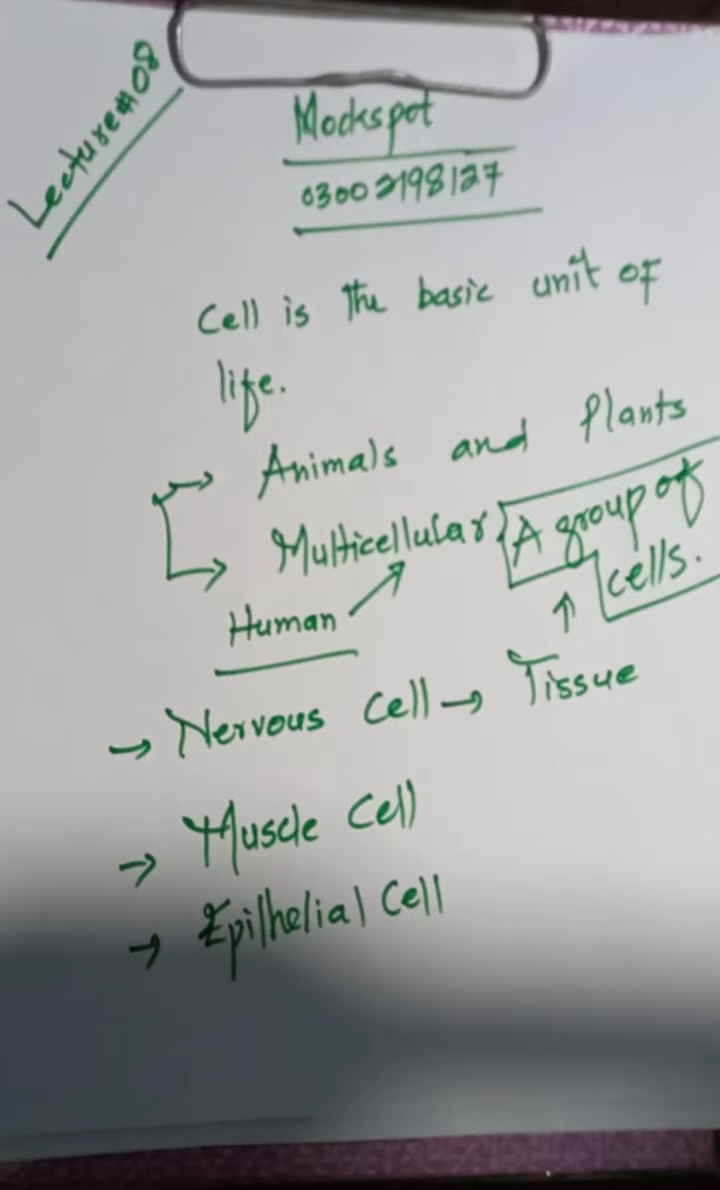 Lecture#08
Mockspot
03002198127
Cell is the basic unit of
life.
→ Animals and Plants
→ Multicellular A group of
cells.
Human
↑
→ Nervous Cell → Tissue
→ Muscle Cell
→ Epilhelial Cell